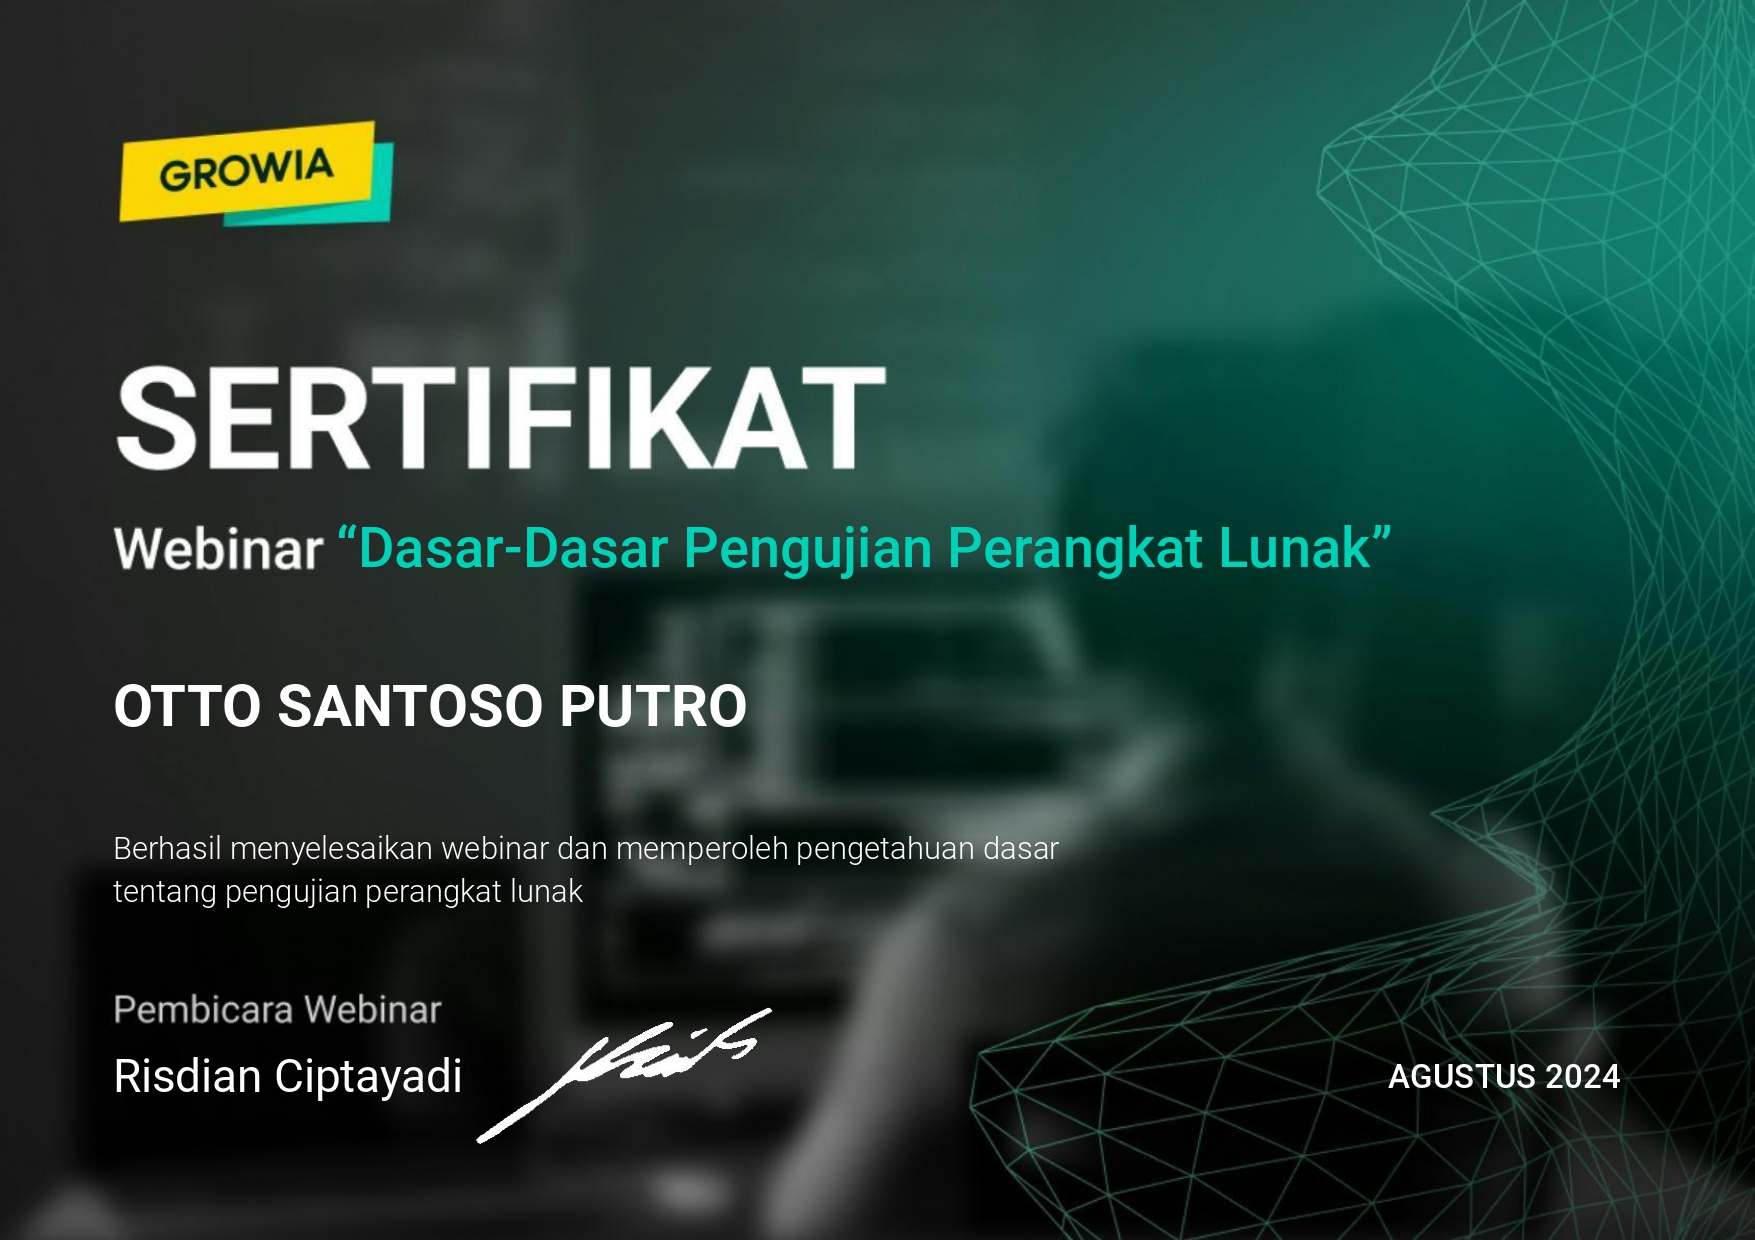 GROWIA
SERTIFIKAT
Webinar “Dasar-Dasar Pengujian Perangkat Lunak”
OTTO SANTOSO PUTRO
Berhasil menyelesaikan webinar dan memperoleh pengetahuan dasar
tentang pengujian perangkat lunak
Pembicara Webinar
Risdian Ciptayadi
AGUSTUS 2024